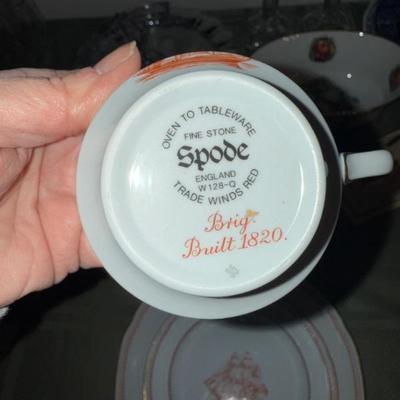 OVEN TO TABLEWARE
FINE STONE
Spode
ENGLAND
W128-Q
TRADE WINDS RED
Brig.
Built 1820.